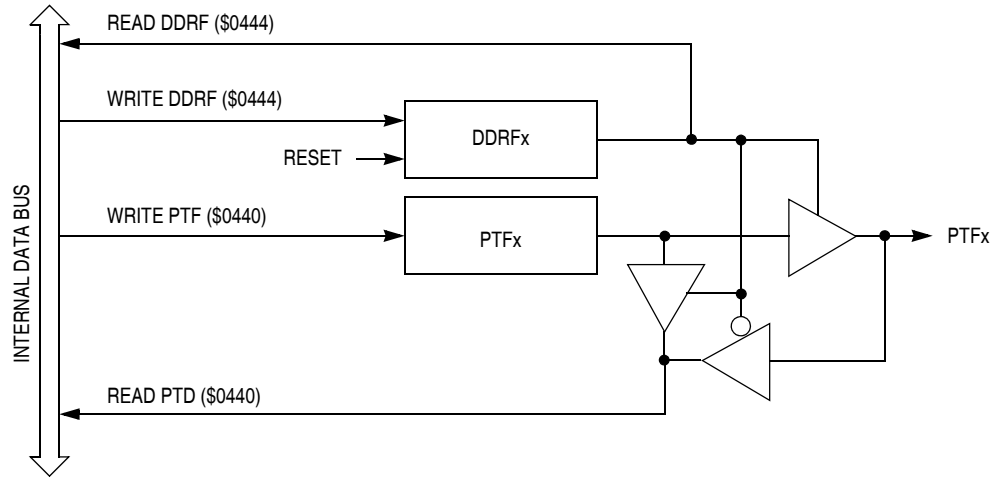 READ DDRF ($0444)
WRITE DDRF ($0444)
DDRFx
RESET
INTERNAL DATA BUS
WRITE PTF ($0440)
PTFx
PTFx
READ PTD ($0440)